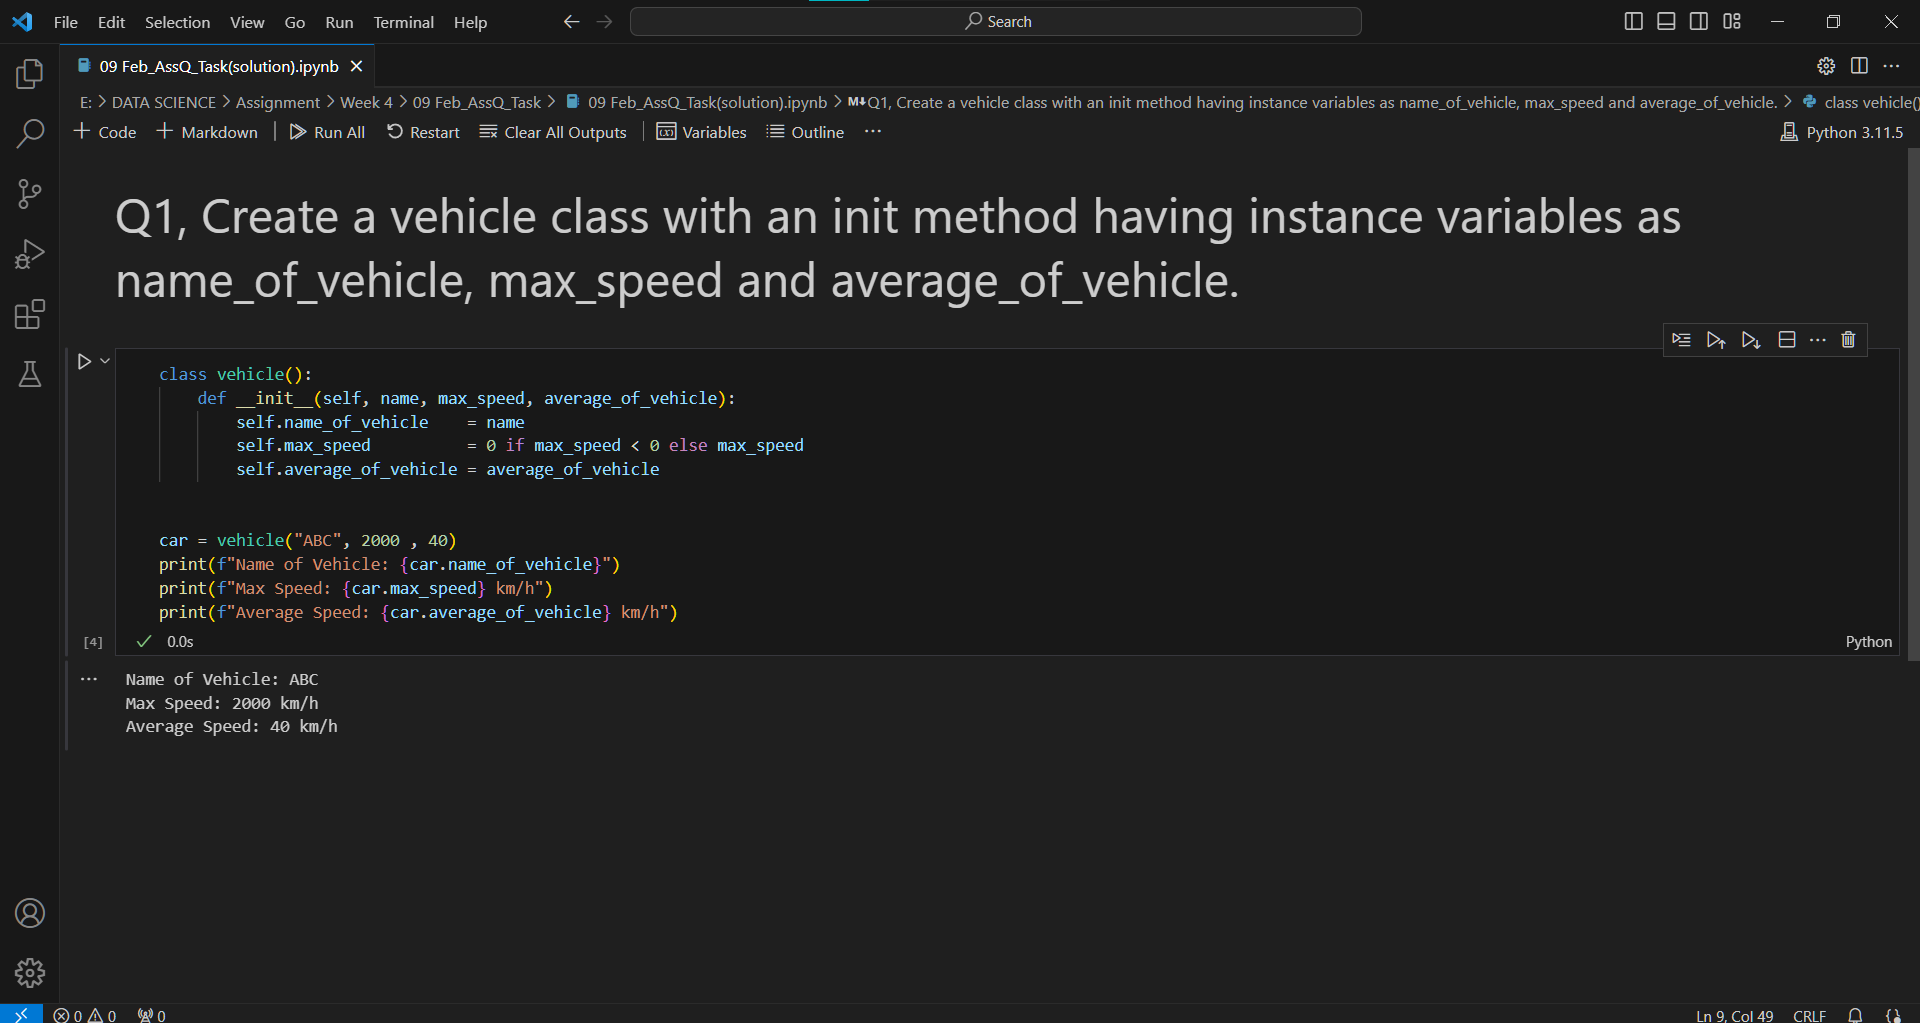 File Edit Selection View Go Run Terminal Help Search
09 Feb_AssQ_Task(solution).ipynb
E: > DATA SCIENCE > Assignment > Week 4 > 09 Feb_AssQ_Task > 09 Feb_AssQ_Task(solution).ipynb > M↓Q1, Create a vehicle class with an init method having instance variables as name_of_vehicle, max_speed and average_of_vehicle. > class vehicle()
+ Code + Markdown Run All Restart Clear All Outputs Variables Outline ··· Python 3.11.5
Q1, Create a vehicle class with an init method having instance variables as
name_of_vehicle, max_speed and average_of_vehicle.
class vehicle():
    def __init__(self, name, max_speed, average_of_vehicle):
        self.name_of_vehicle    = name
        self.max_speed          = 0 if max_speed < 0 else max_speed
        self.average_of_vehicle = average_of_vehicle
car = vehicle("ABC", 2000 , 40)
print(f"Name of Vehicle: {car.name_of_vehicle}")
print(f"Max Speed: {car.max_speed} km/h")
print(f"Average Speed: {car.average_of_vehicle} km/h")
[4] 0.0s Python
Name of Vehicle: ABC
Max Speed: 2000 km/h
Average Speed: 40 km/h
0 0 0 Ln 9, Col 49 CRLF